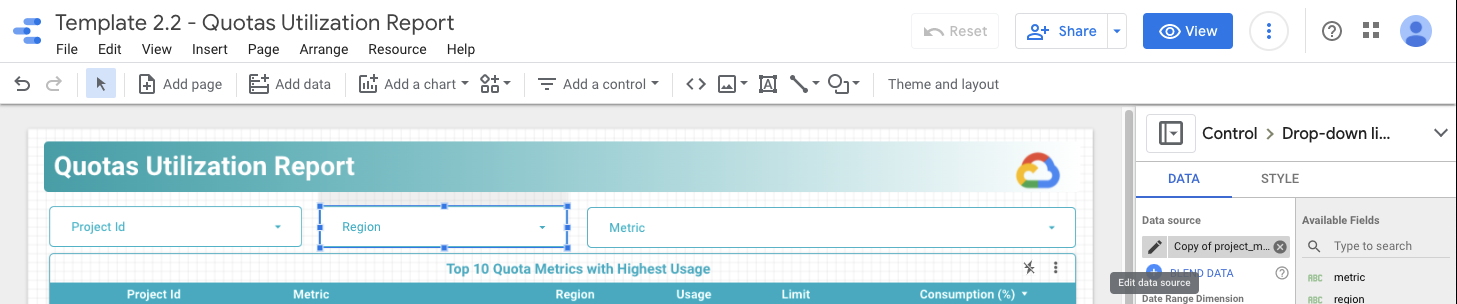 Template 2.2 - Quotas Utilization Report
File Edit View Insert Page Arrange Resource Help
Reset Share View
Add page Add data Add a chart Add a control Theme and layout
Quotas Utilization Report
Project Id Region Metric
Top 10 Quota Metrics with Highest Usage
Project Id Metric Region Usage Limit Consumption (%)
Control > Drop-down li...
DATA STYLE
Data source
Copy of project_m...
BLEND DATA
Edit data source
Date Range Dimension
Available Fields
Type to search
ABC metric
ABC region